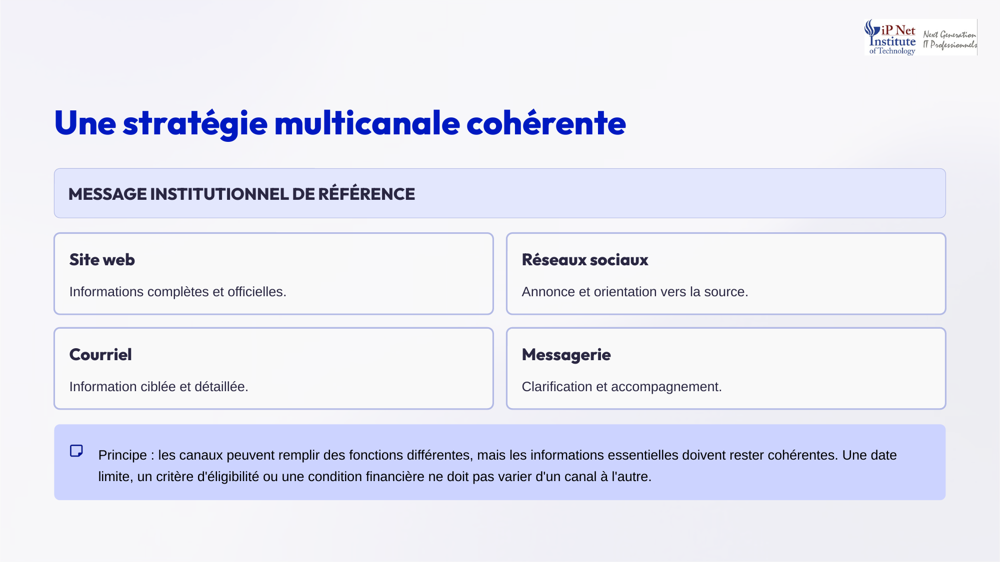 iP Net
Institute
of Technology
Next Generation
IT Professionnels
Une stratégie multicanale cohérente
MESSAGE INSTITUTIONNEL DE RÉFÉRENCE
Site web
Informations complètes et officielles.
Réseaux sociaux
Annonce et orientation vers la source.
Courriel
Information ciblée et détaillée.
Messagerie
Clarification et accompagnement.
Principe : les canaux peuvent remplir des fonctions différentes, mais les informations essentielles doivent rester cohérentes. Une date
limite, un critère d'éligibilité ou une condition financière ne doit pas varier d'un canal à l'autre.